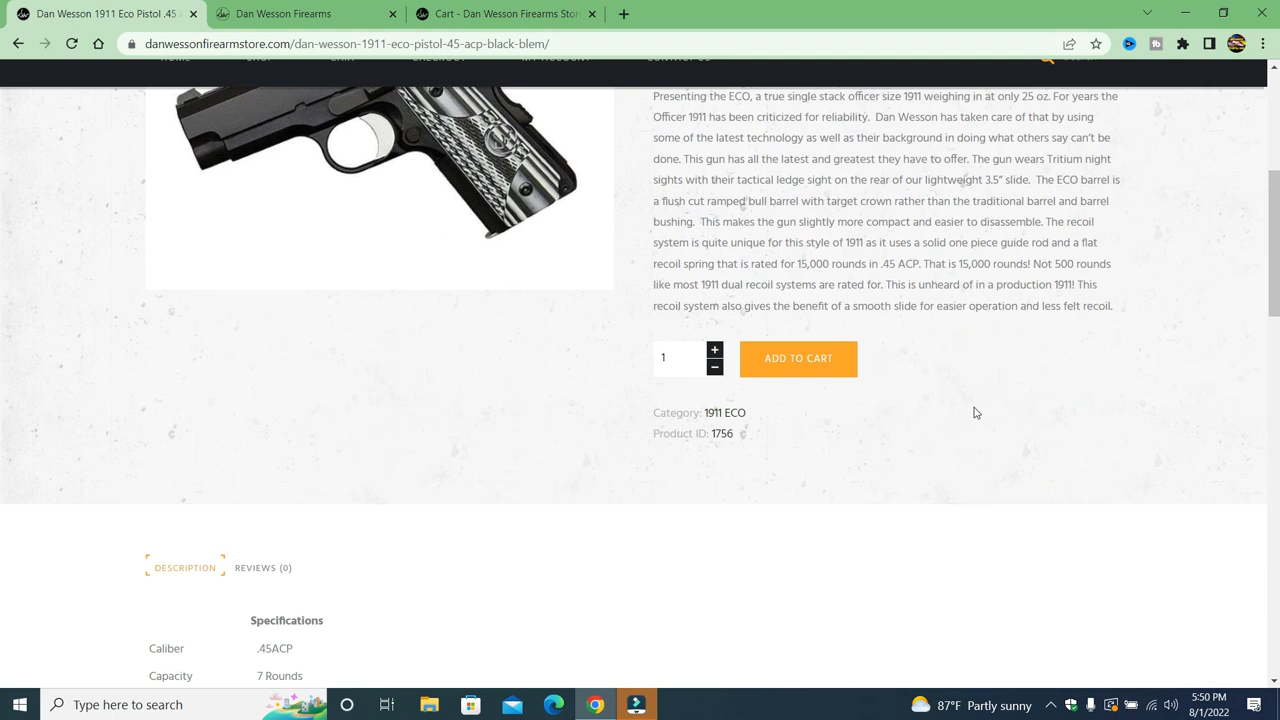 Dan Wesson 1911 Eco Pistol .45 A
Dan Wesson Firearms
Cart - Dan Wesson Firearms Stor
danwessonfirearmstore.com/dan-wesson-1911-eco-pistol-45-acp-black-blem/
HOME SHOP CART CHECKOUT MY ACCOUNT CONTACT US
Presenting the ECO, a true single stack officer size 1911 weighing in at only 25 oz. For years the
Officer 1911 has been criticized for reliability. Dan Wesson has taken care of that by using
some of the latest technology as well as their background in doing what others say can't be
done. This gun has all the latest and greatest they have to offer. The gun wears Tritium night
sights with their tactical ledge sight on the rear of our lightweight 3.5" slide. The ECO barrel is
a flush cut ramped bull barrel with target crown rather than the traditional barrel and barrel
bushing. This makes the gun slightly more compact and easier to disassemble. The recoil
system is quite unique for this style of 1911 as it uses a solid one piece guide rod and a flat
recoil spring that is rated for 15,000 rounds in .45 ACP. That is 15,000 rounds! Not 500 rounds
like most 1911 dual recoil systems are rated for. This is unheard of in a production 1911! This
recoil system also gives the benefit of a smooth slide for easier operation and less felt recoil.
1 + −
ADD TO CART
Category: 1911 ECO
Product ID: 1756
DESCRIPTION REVIEWS (0)
Specifications
Caliber .45ACP
Capacity 7 Rounds
Type here to search
87°F Partly sunny
5:50 PM
8/1/2022